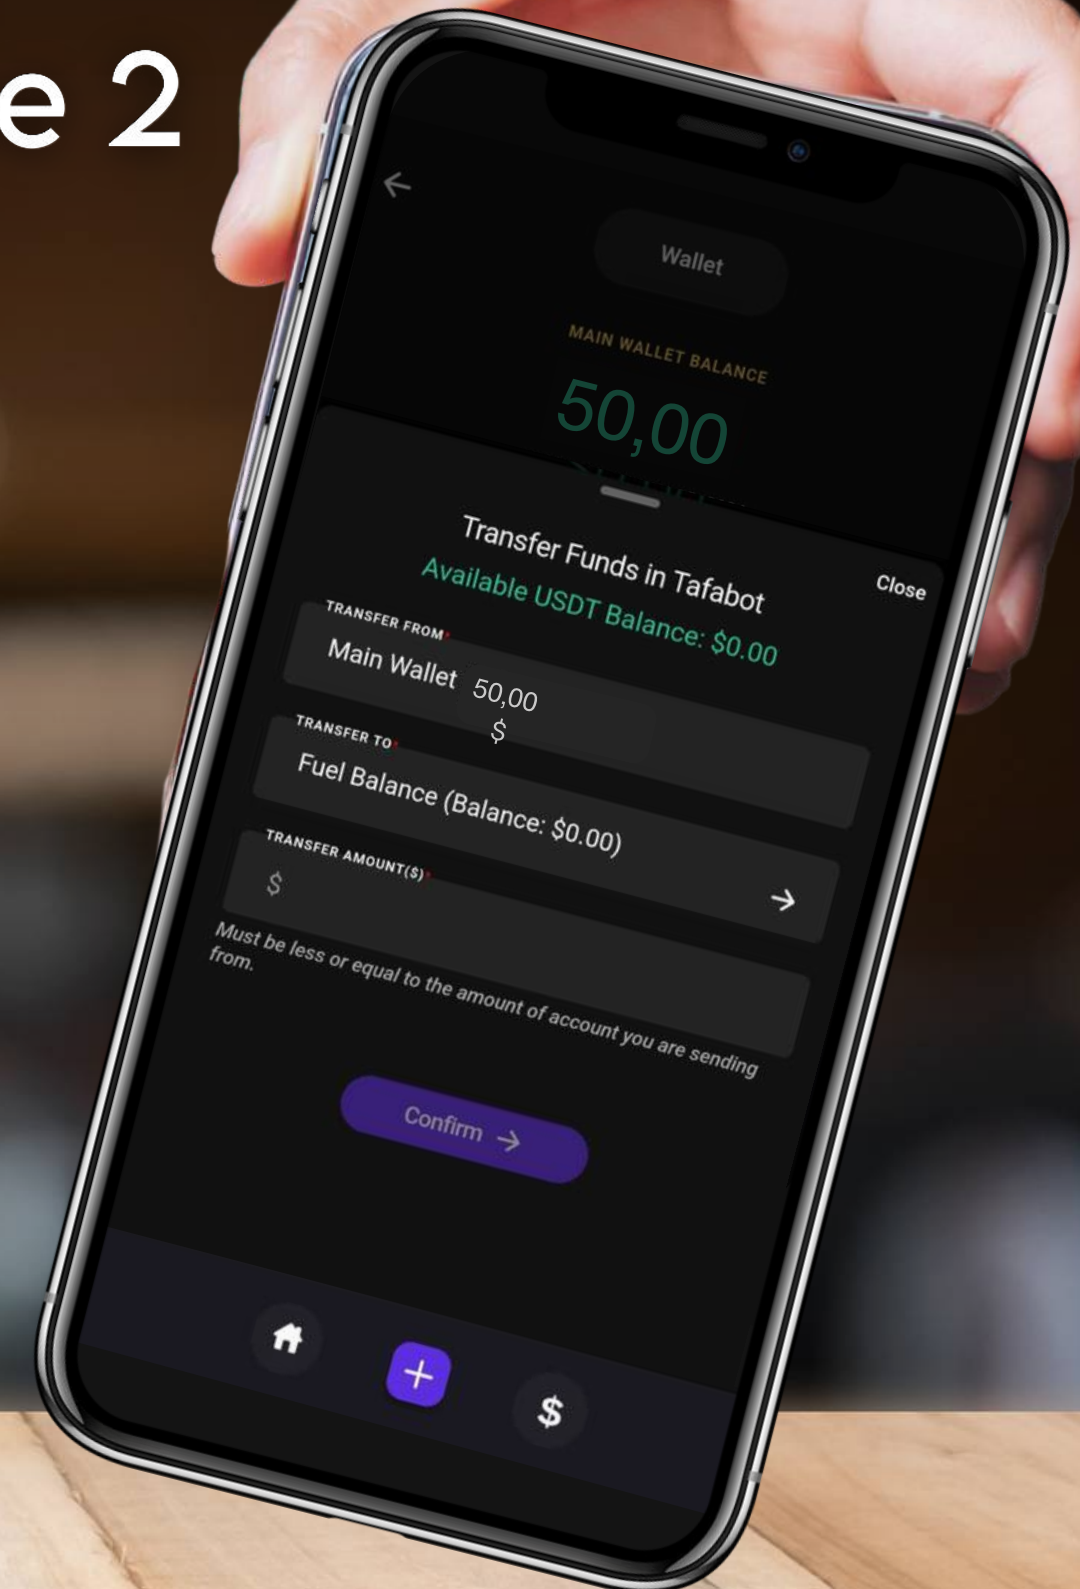 e 2
Wallet
MAIN WALLET BALANCE
50,00
Transfer Funds in Tafabot
Close
Available USDT Balance: $0.00
TRANSFER FROM*
Main Wallet 50,00
$
TRANSFER TO*
Fuel Balance (Balance: $0.00)
TRANSFER AMOUNT($)*
$
Must be less or equal to the amount of account you are sending
from.
Confirm →
$